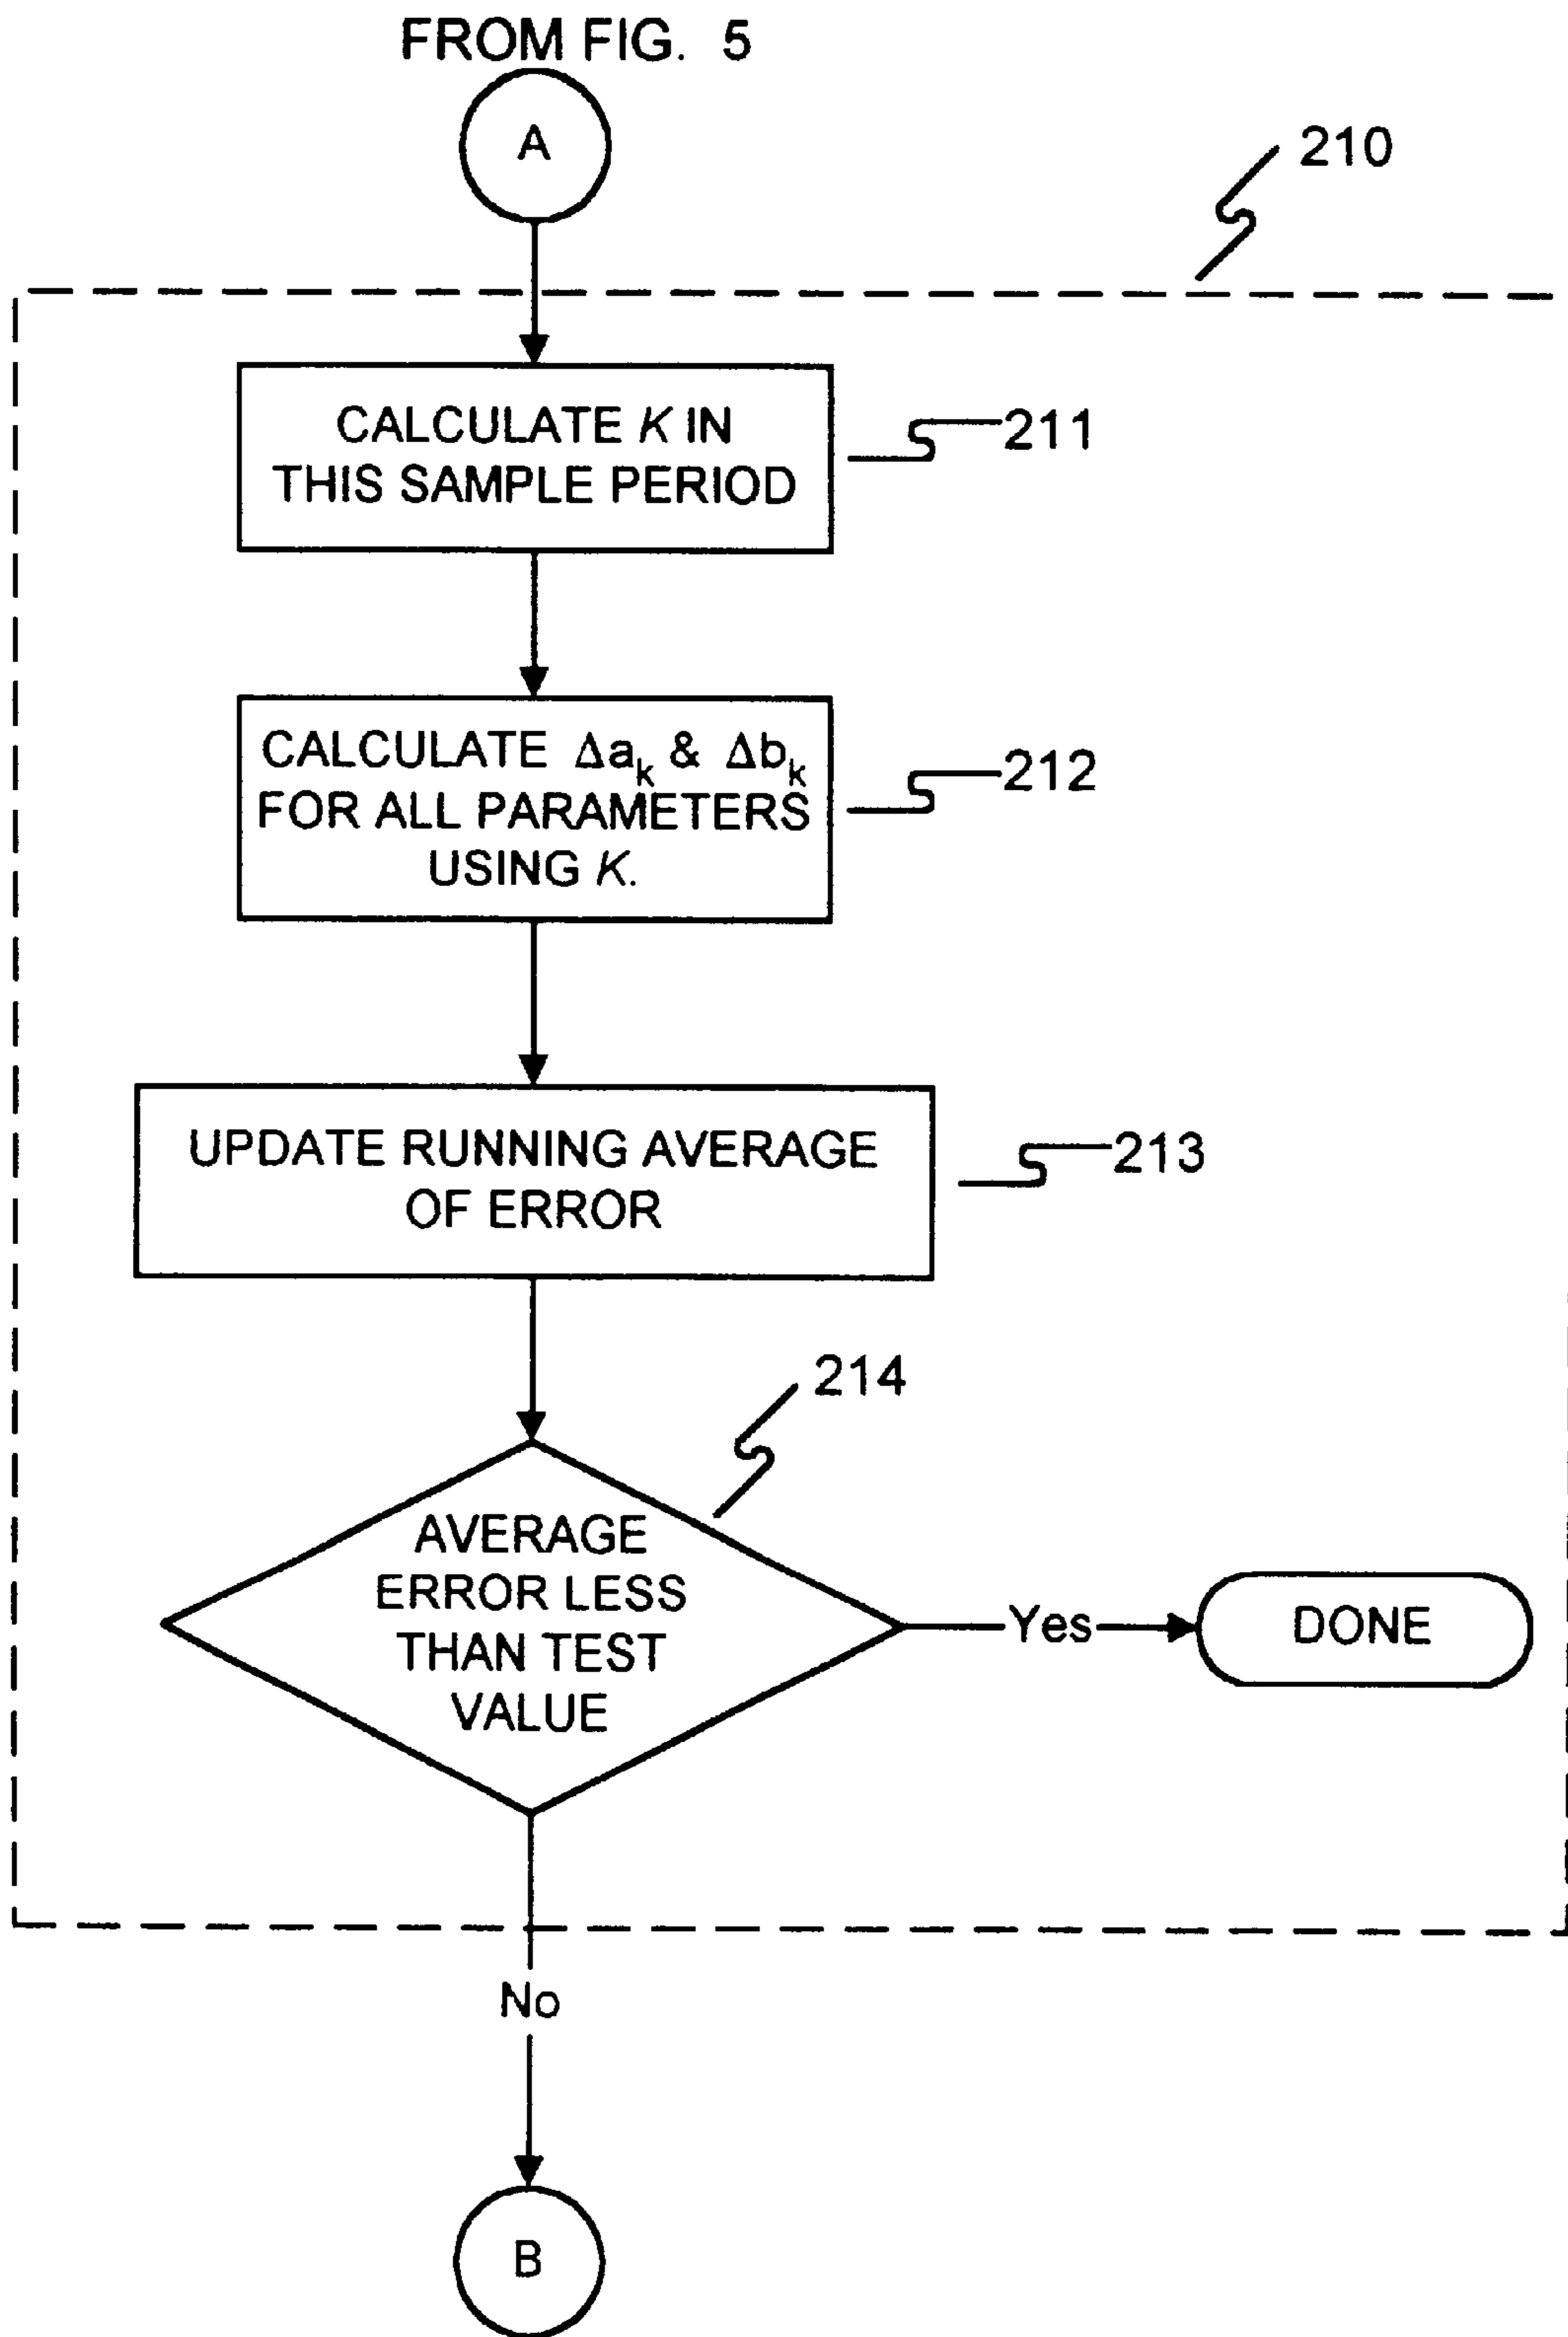 FROM FIG. 5
A
210
CALCULATE K IN
THIS SAMPLE PERIOD
211
CALCULATE Δaₖ & Δbₖ
FOR ALL PARAMETERS
USING K.
212
UPDATE RUNNING AVERAGE
OF ERROR
213
214
AVERAGE
ERROR LESS
THAN TEST
VALUE
Yes
DONE
No
B